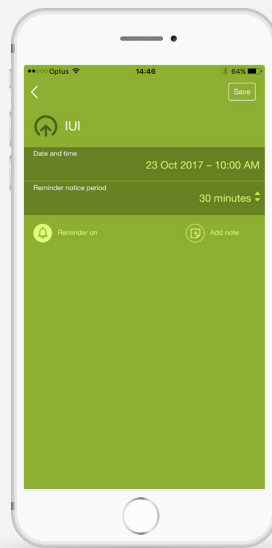 Optus 14:46 64%
Save
IUI
Date and time
23 Oct 2017 – 10:00 AM
Reminder notice period
30 minutes
Reminder on Add note